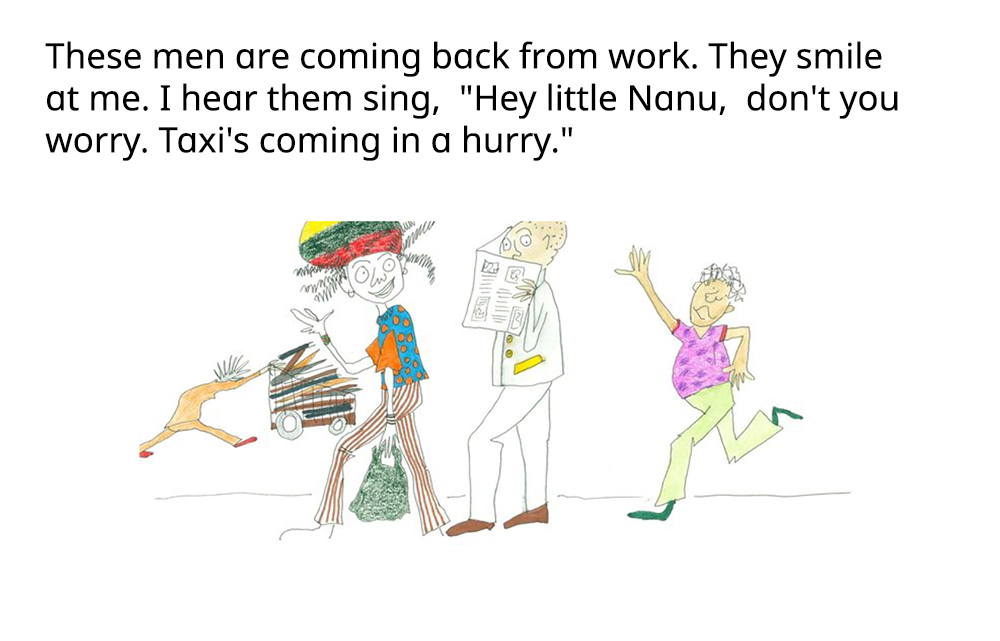 These men are coming back from work. They smile
at me. I hear them sing,  "Hey little Nanu,  don't you
worry. Taxi's coming in a hurry."